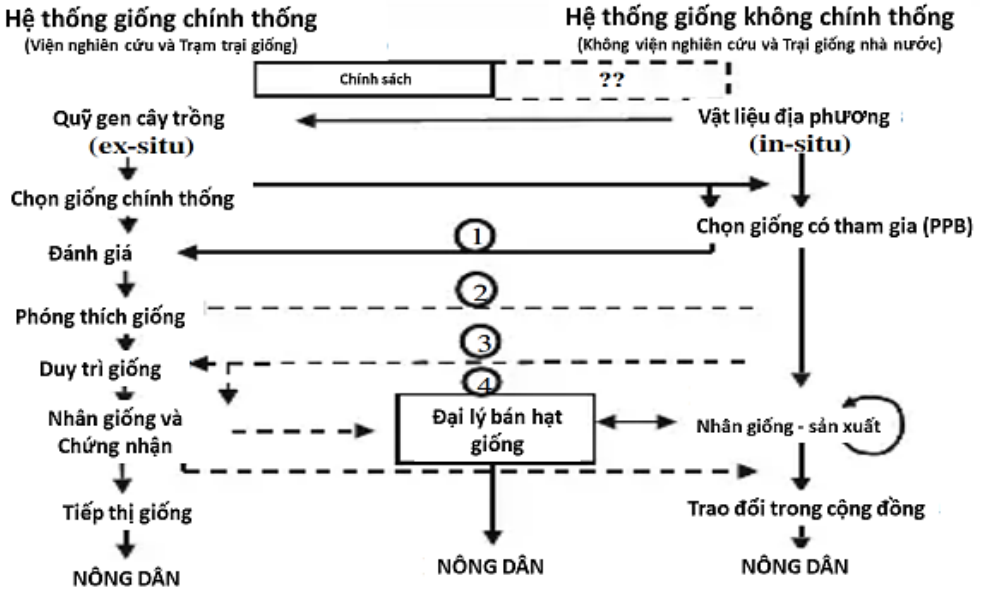 Hệ thống giống chính thống
(Viện nghiên cứu và Trạm trại giống)
Hệ thống giống không chính thống
(Không viện nghiên cứu và Trại giống nhà nước)
Chính sách
??
Quỹ gen cây trồng
(ex-situ)
Vật liệu địa phương
(in-situ)
Chọn giống chính thống
Chọn giống có tham gia (PPB)
1
Đánh giá
2
Phóng thích giống
3
Duy trì giống
4
Nhân giống và
Chứng nhận
Đại lý bán hạt
giống
Nhân giống - sản xuất
Tiếp thị giống
Trao đổi trong cộng đồng
NÔNG DÂN
NÔNG DÂN
NÔNG DÂN